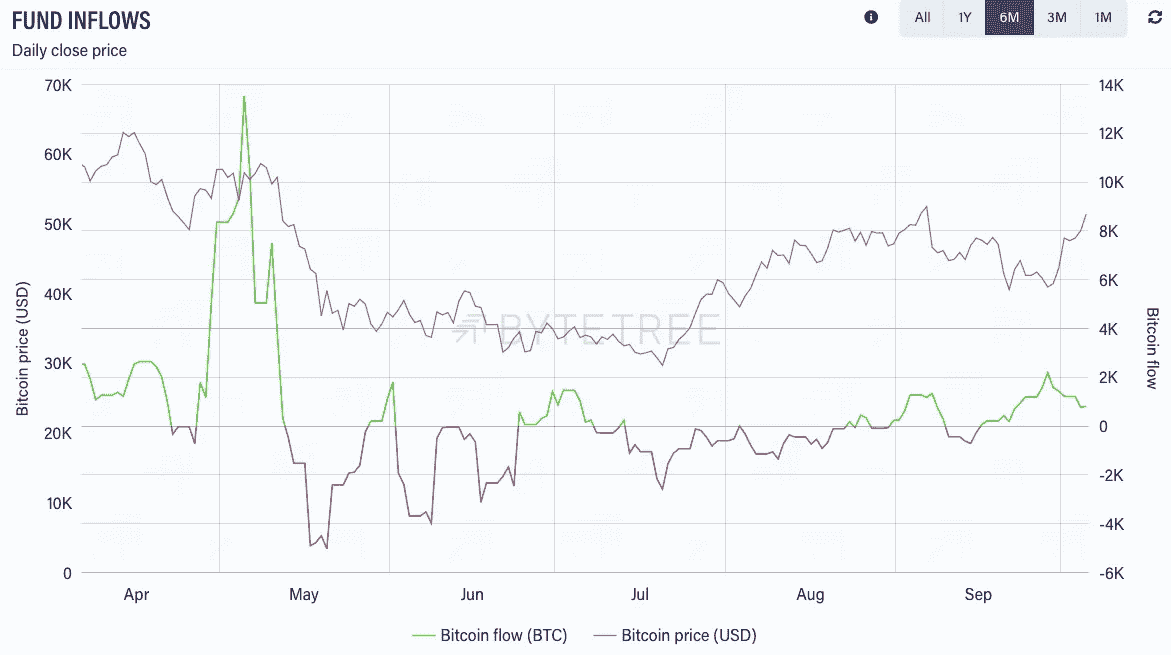 FUND INFLOWS
All 1Y 6M 3M 1M
Daily close price
70K 14K
60K 12K
50K 10K
40K 8K
30K 6K
20K 4K
10K 2K
0 0
-2K
-4K
-6K
Bitcoin price (USD)
Bitcoin flow
BYTETREE
Apr May Jun Jul Aug Sep
Bitcoin flow (BTC) Bitcoin price (USD)